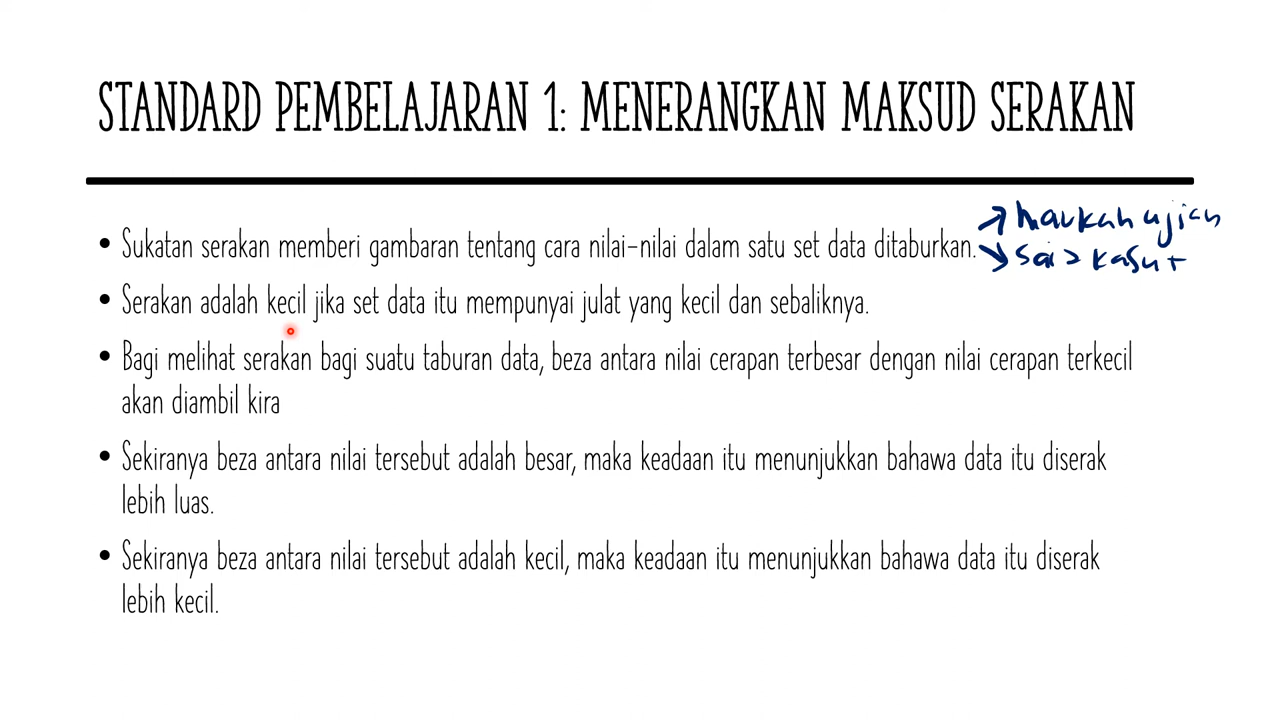 STANDARD PEMBELAJARAN 1: MENERANGKAN MAKSUD SERAKAN
• Sukatan serakan memberi gambaran tentang cara nilai-nilai dalam satu set data ditaburkan.
markah ujian
saiz kasut
• Serakan adalah kecil jika set data itu mempunyai julat yang kecil dan sebaliknya.
• Bagi melihat serakan bagi suatu taburan data, beza antara nilai cerapan terbesar dengan nilai cerapan terkecil
akan diambil kira
• Sekiranya beza antara nilai tersebut adalah besar, maka keadaan itu menunjukkan bahawa data itu diserak
lebih luas.
• Sekiranya beza antara nilai tersebut adalah kecil, maka keadaan itu menunjukkan bahawa data itu diserak
lebih kecil.